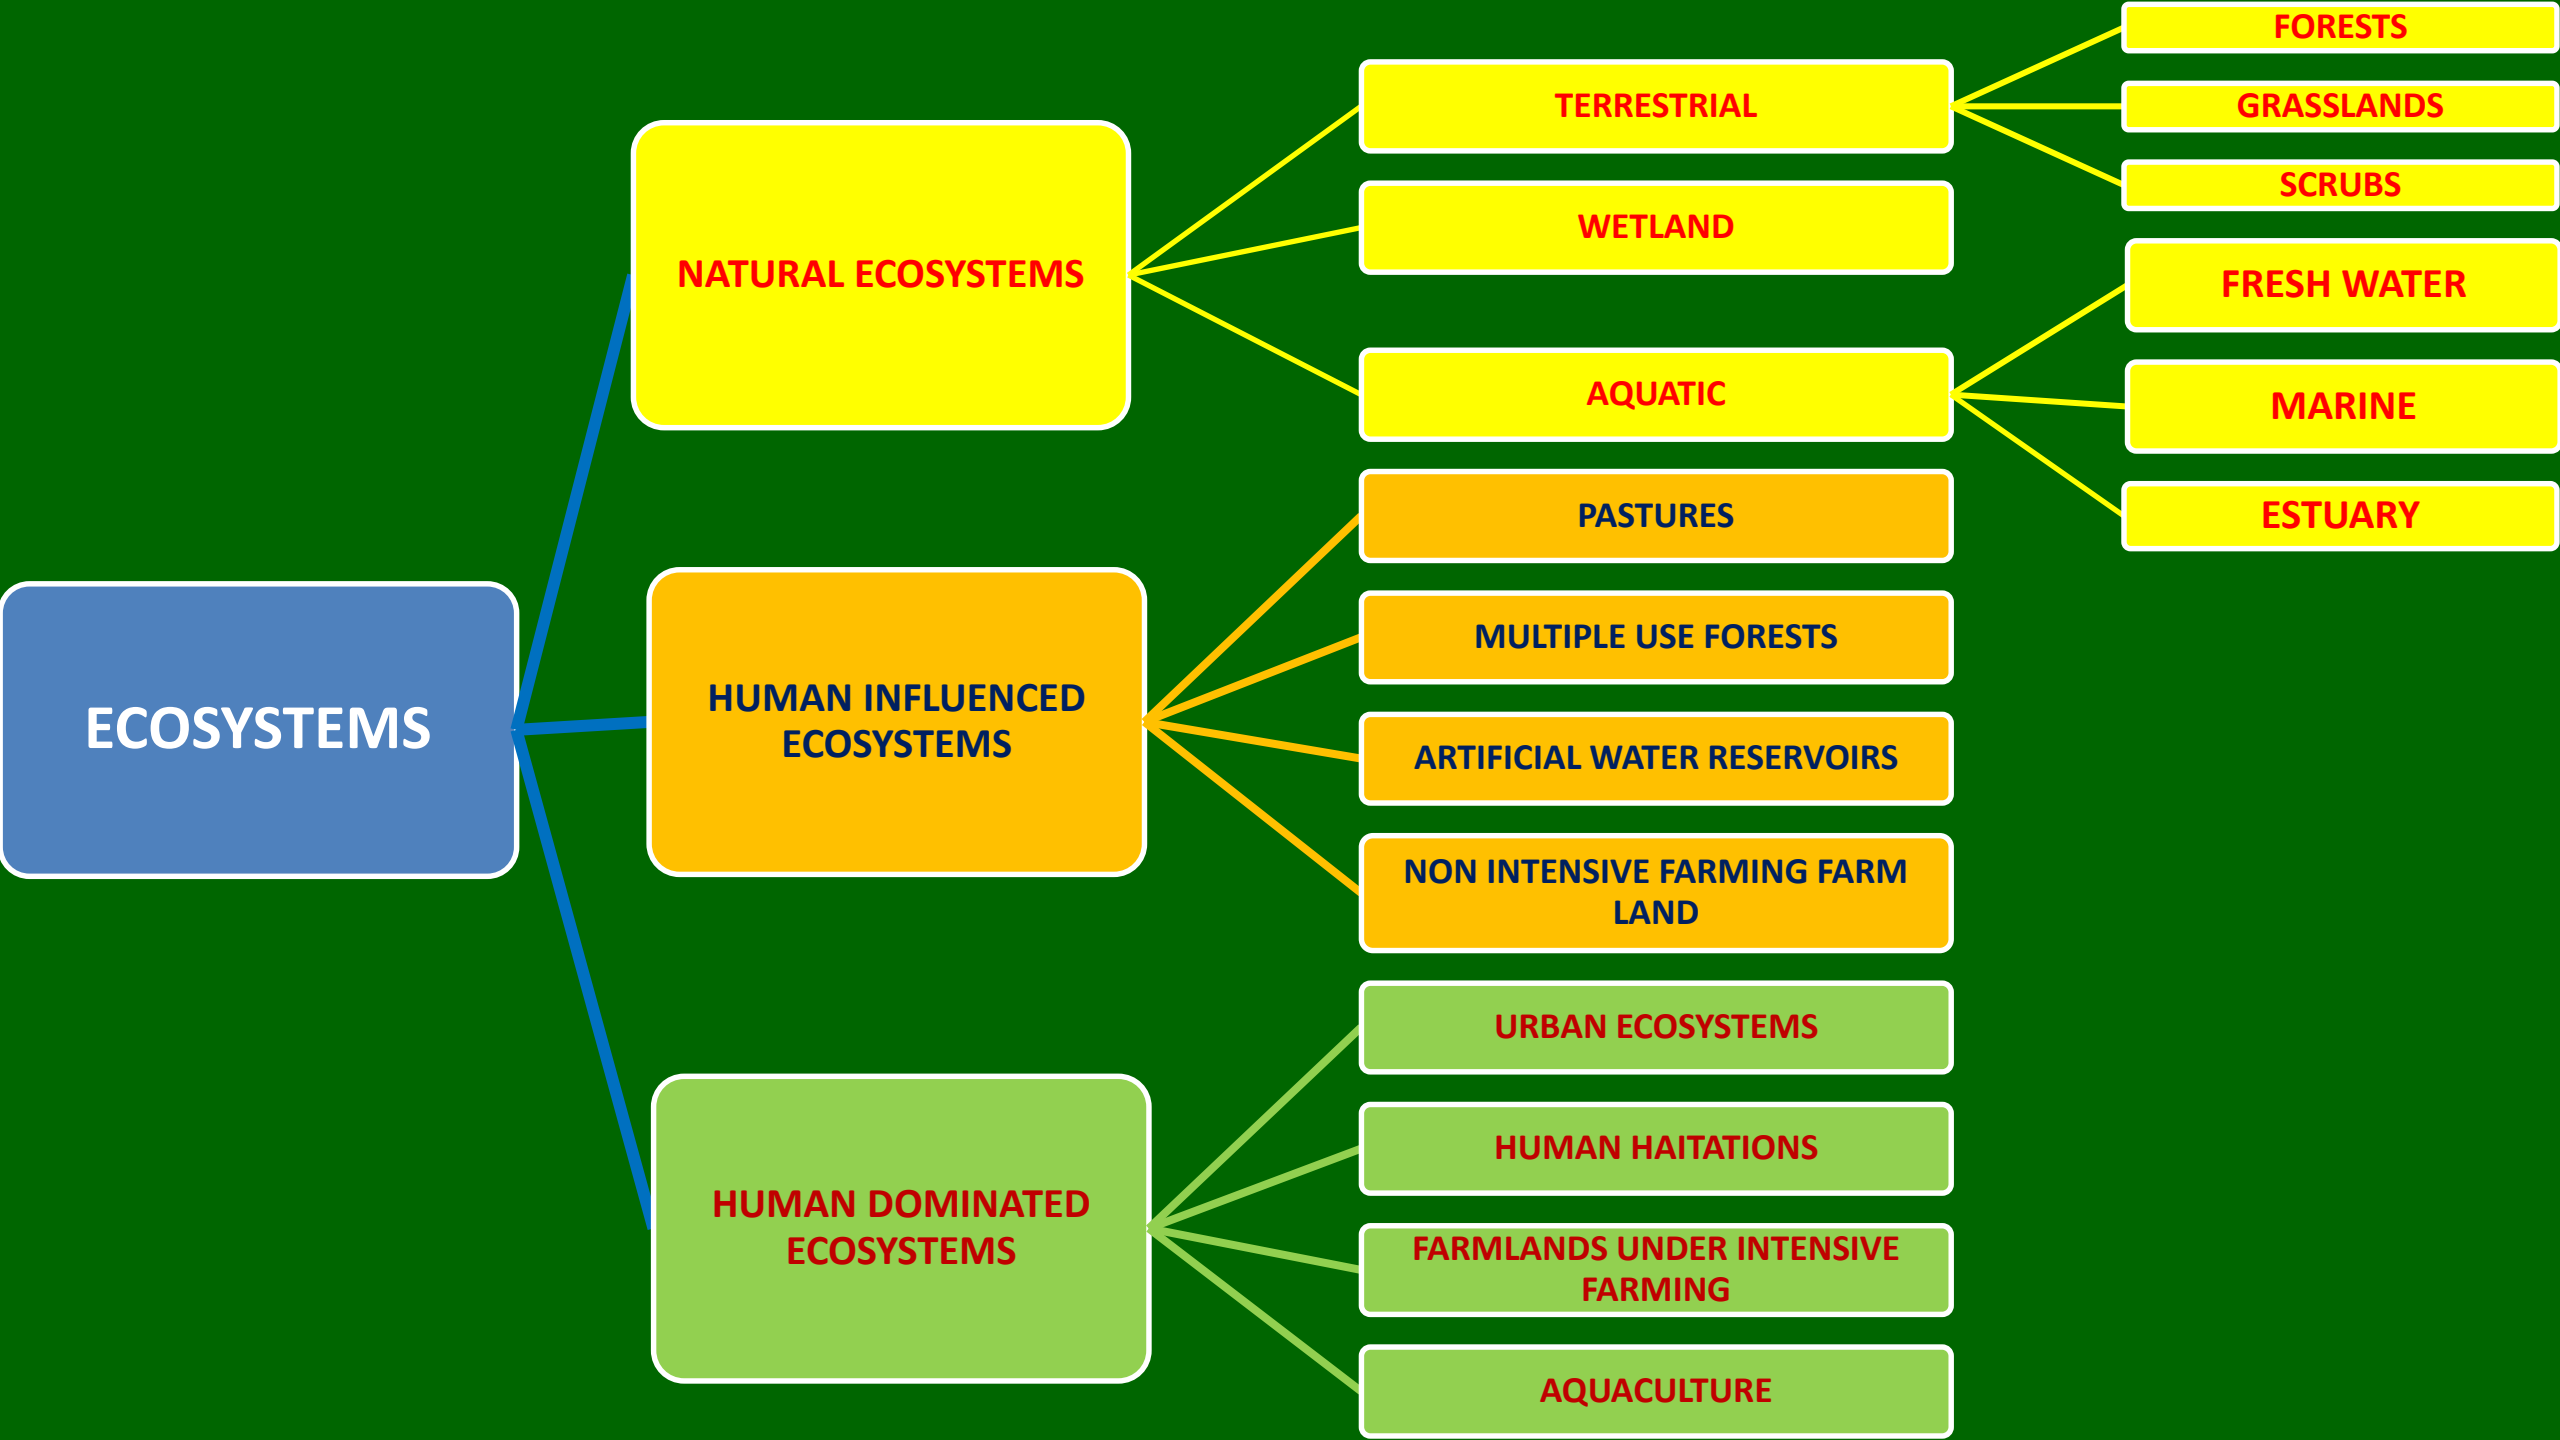 ECOSYSTEMS
NATURAL ECOSYSTEMS
TERRESTRIAL
FORESTS
GRASSLANDS
SCRUBS
WETLAND
AQUATIC
FRESH WATER
MARINE
ESTUARY
HUMAN INFLUENCED
ECOSYSTEMS
PASTURES
MULTIPLE USE FORESTS
ARTIFICIAL WATER RESERVOIRS
NON INTENSIVE FARMING FARM
LAND
HUMAN DOMINATED
ECOSYSTEMS
URBAN ECOSYSTEMS
HUMAN HAITATIONS
FARMLANDS UNDER INTENSIVE
FARMING
AQUACULTURE